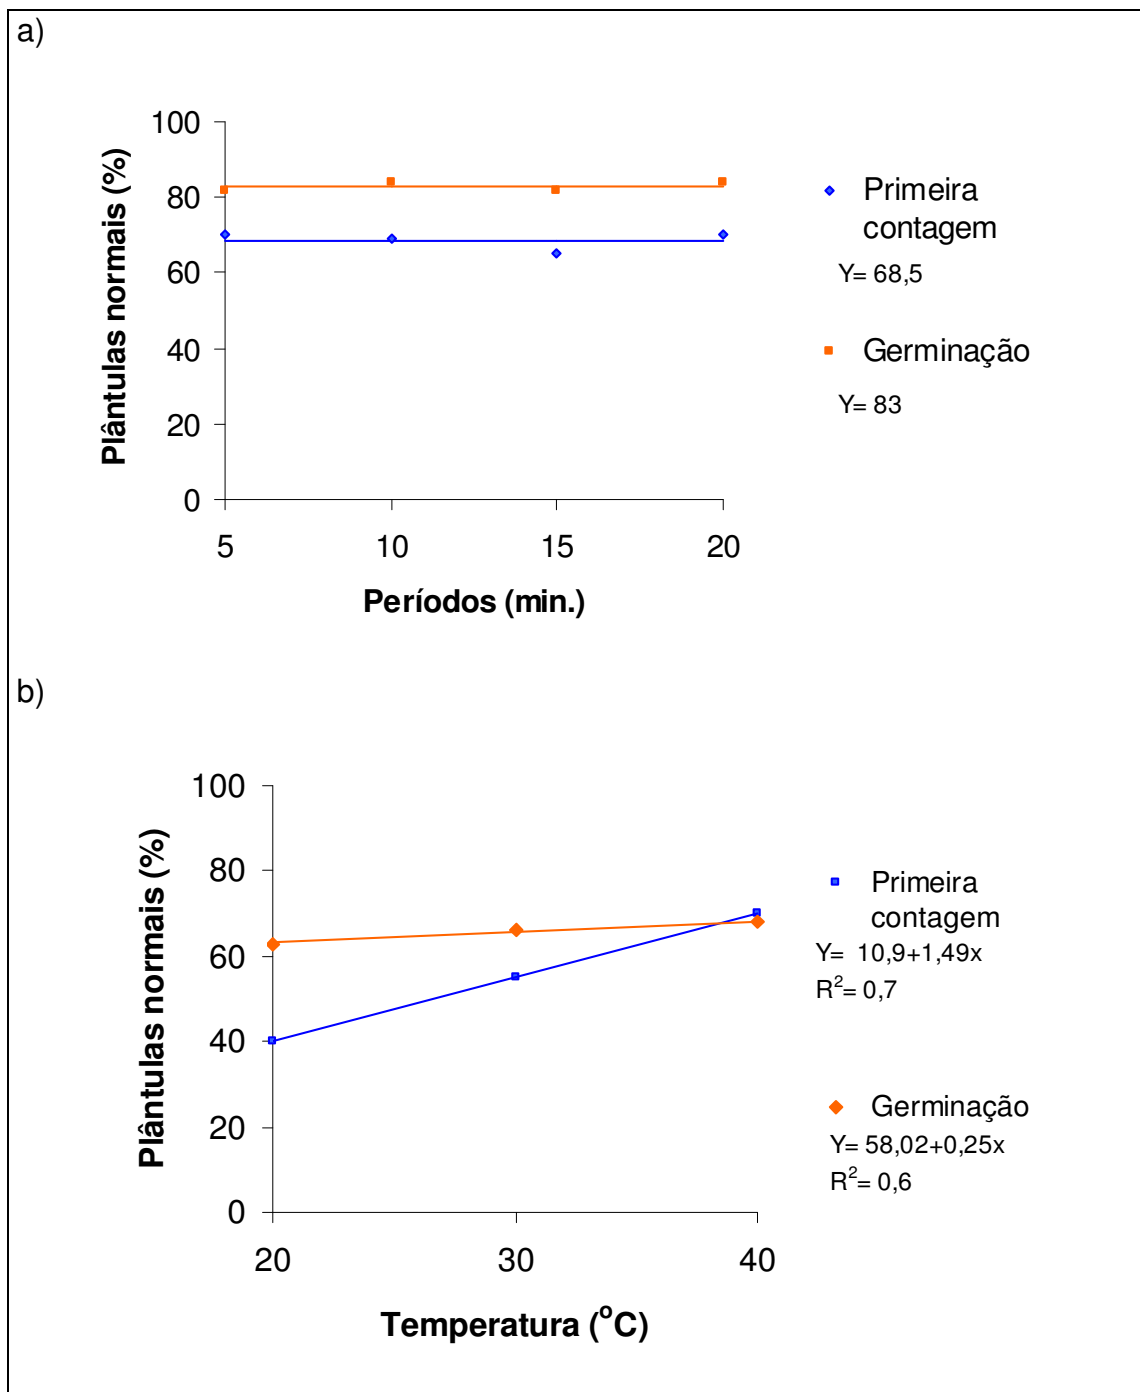 a)
Plântulas normais (%)
100
80
60
40
20
0
5 10 15 20
Períodos (min.)
Primeira
contagem
Y= 68,5
Germinação
Y= 83
b)
Plântulas normais (%)
100
80
60
40
20
0
20 30 40
Temperatura (°C)
Primeira
contagem
Y= 10,9+1,49x
R²= 0,7
Germinação
Y= 58,02+0,25x
R²= 0,6